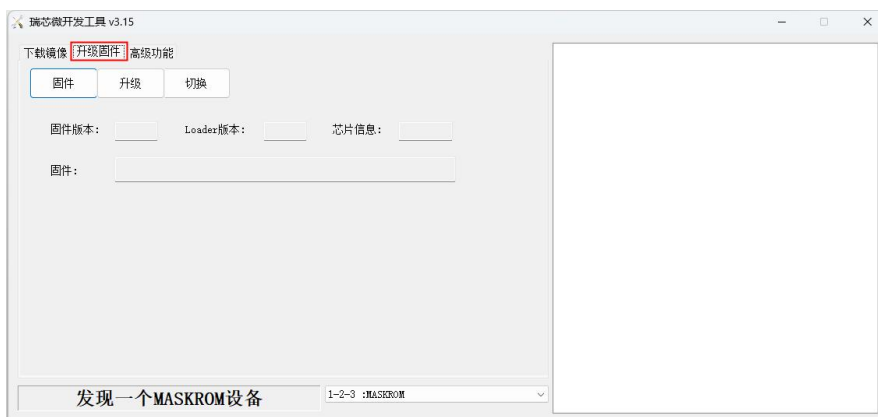 瑞芯微开发工具 v3.15
下载镜像 升级固件 高级功能
固件 升级 切换
固件版本: Loader版本: 芯片信息:
固件:
发现一个MASKROM设备 1-2-3 :MASKROM